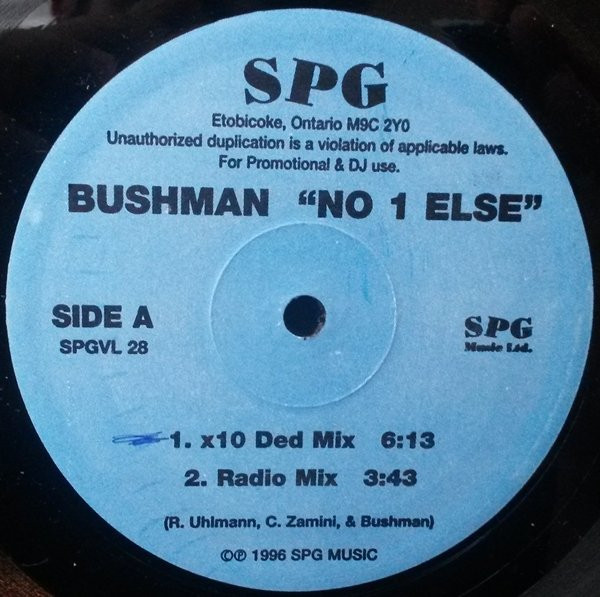 SPG
Etobicoke, Ontario M9C 2Y0
Unauthorized duplication is a violation of applicable laws.
For Promotional & DJ use.
BUSHMAN “NO 1 ELSE”
SIDE A
SPGVL 28
SPG
Music Ltd.
1. x10 Ded Mix 6:13
2. Radio Mix 3:43
(R. Uhlmann, C. Zamini, & Bushman)
©℗ 1996 SPG MUSIC